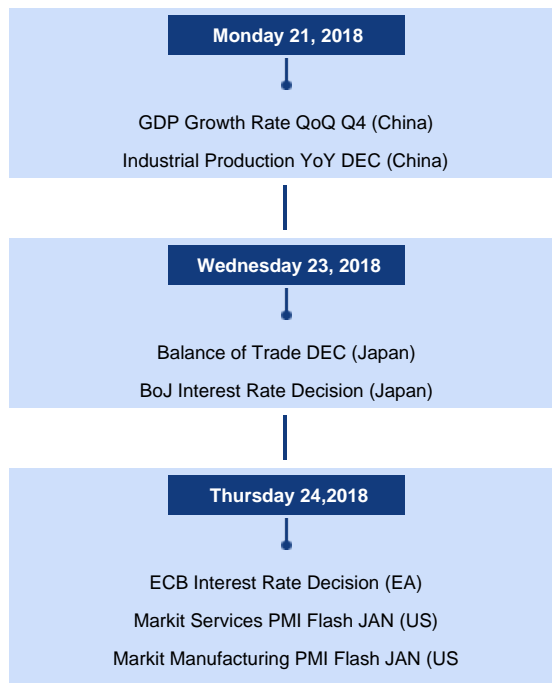 Monday 21, 2018
GDP Growth Rate QoQ Q4 (China)
Industrial Production YoY DEC (China)
Wednesday 23, 2018
Balance of Trade DEC (Japan)
BoJ Interest Rate Decision (Japan)
Thursday 24,2018
ECB Interest Rate Decision (EA)
Markit Services PMI Flash JAN (US)
Markit Manufacturing PMI Flash JAN (US